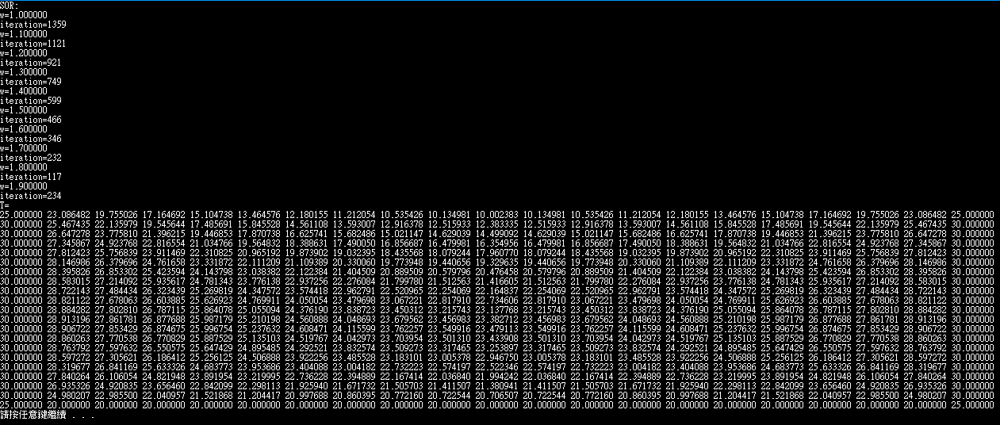 SOR:
w=1.000000
iteration=1359
w=1.100000
iteration=1121
w=1.200000
iteration=921
w=1.300000
iteration=749
w=1.400000
iteration=599
w=1.500000
iteration=466
w=1.600000
iteration=346
w=1.700000
iteration=232
w=1.800000
iteration=117
w=1.900000
iteration=234
T=
25.000000 23.086482 19.755026 17.164692 15.104738 13.464576 12.180155 11.212054 10.535426 10.134981 10.002383 10.134981 10.535426 11.212054 12.180155 13.464576 15.104738 17.164692 19.755026 23.086482 25.000000
30.000000 25.467435 22.135979 19.545644 17.485691 15.845528 14.561108 13.593007 12.916378 12.515933 12.383335 12.515933 12.916378 13.593007 14.561108 15.845528 17.485691 19.545644 22.135979 25.467435 30.000000
30.000000 26.647278 23.775810 21.396215 19.446853 17.870738 16.625741 15.682486 15.021147 14.629039 14.499092 14.629039 15.021147 15.682486 16.625741 17.870738 19.446853 21.396215 23.775810 26.647278 30.000000
30.000000 27.345867 24.923768 22.816554 21.034766 19.564832 18.388631 17.490050 16.856687 16.479981 16.354956 16.479981 16.856687 17.490050 18.388631 19.564832 21.034766 22.816554 24.923768 27.345867 30.000000
30.000000 27.812423 25.756839 23.911469 22.310825 20.965192 19.873902 19.032395 18.435568 18.079244 17.960770 18.079244 18.435568 19.032395 19.873902 20.965192 22.310825 23.911469 25.756839 27.812423 30.000000
30.000000 28.146986 26.379696 24.761658 23.331872 22.111209 21.109389 20.330060 19.773948 19.440656 19.329635 19.440656 19.773948 20.330060 21.109389 22.111209 23.331872 24.761658 26.379696 28.146986 30.000000
30.000000 28.395826 26.853302 25.423594 24.143798 23.038382 22.122384 21.404509 20.889509 20.579796 20.476458 20.579796 20.889509 21.404509 22.122384 23.038382 24.143798 25.423594 26.853302 28.395826 30.000000
30.000000 28.583015 27.214092 25.935617 24.781343 23.776138 22.937256 22.276084 21.799780 21.512563 21.416605 21.512563 21.799780 22.276084 22.937256 23.776138 24.781343 25.935617 27.214092 28.583015 30.000000
30.000000 28.722143 27.484434 26.323439 25.269819 24.347572 23.574418 22.962791 22.520965 22.254069 22.164837 22.254069 22.520965 22.962791 23.574418 24.347572 25.269819 26.323439 27.484434 28.722143 30.000000
30.000000 28.821122 27.678063 26.603885 25.626923 24.769911 24.050054 23.479698 23.067221 22.817910 22.734606 22.817910 23.067221 23.479698 24.050054 24.769911 25.626923 26.603885 27.678063 28.821122 30.000000
30.000000 28.884282 27.802810 26.787115 25.864078 25.055094 24.376190 23.838723 23.450312 23.215743 23.137768 23.215743 23.450312 23.838723 24.376190 25.055094 25.864078 26.787115 27.802810 28.884282 30.000000
30.000000 28.913196 27.861781 26.877688 25.987179 25.210198 24.560888 24.048693 23.679562 23.456983 23.382712 23.456983 23.679562 24.048693 24.560888 25.210198 25.987179 26.877688 27.861781 28.913196 30.000000
30.000000 28.906722 27.853429 26.874675 25.996754 25.237632 24.608471 24.115599 23.762257 23.549916 23.479113 23.549916 23.762257 24.115599 24.608471 25.237632 25.996754 26.874675 27.853429 28.906722 30.000000
30.000000 28.860263 27.770538 26.770829 25.887529 25.135103 24.519767 24.042973 23.703954 23.501310 23.433908 23.501310 23.703954 24.042973 24.519767 25.135103 25.887529 26.770829 27.770538 28.860263 30.000000
30.000000 28.763792 27.597632 26.550575 25.647429 24.895485 24.292521 23.832574 23.509273 23.317465 23.253897 23.317465 23.509273 23.832574 24.292521 24.895485 25.647429 26.550575 27.597632 28.763792 30.000000
30.000000 28.598272 27.305621 26.186412 25.256125 24.506888 23.922256 23.485528 23.183101 23.005378 22.946750 23.005378 23.183101 23.485528 23.922256 24.506888 25.256125 26.186412 27.305621 28.598272 30.000000
30.000000 28.319677 26.841169 25.633326 24.683773 23.953686 23.404088 23.004182 22.732223 22.574197 22.522346 22.574197 22.732223 23.004182 23.404088 23.953686 24.683773 25.633326 26.841169 28.319677 30.000000
30.000000 27.840264 26.106054 24.821948 23.891954 23.219995 22.736228 22.394889 22.167414 22.036840 21.994242 22.036840 22.167414 22.394889 22.736228 23.219995 23.891954 24.821948 26.106054 27.840264 30.000000
30.000000 26.935326 24.920835 23.656460 22.842099 22.298113 21.925940 21.671732 21.505703 21.411507 21.380941 21.411507 21.505703 21.671732 21.925940 22.298113 22.842099 23.656460 24.920835 26.935326 30.000000
30.000000 24.980207 22.985500 22.040957 21.521868 21.204417 20.997688 20.860395 20.772160 20.722544 20.706507 20.722544 20.772160 20.860395 20.997688 21.204417 21.521868 22.040957 22.985500 24.980207 30.000000
25.000000 20.000000 20.000000 20.000000 20.000000 20.000000 20.000000 20.000000 20.000000 20.000000 20.000000 20.000000 20.000000 20.000000 20.000000 20.000000 20.000000 20.000000 20.000000 20.000000 25.000000
請按任意鍵繼續 . . .